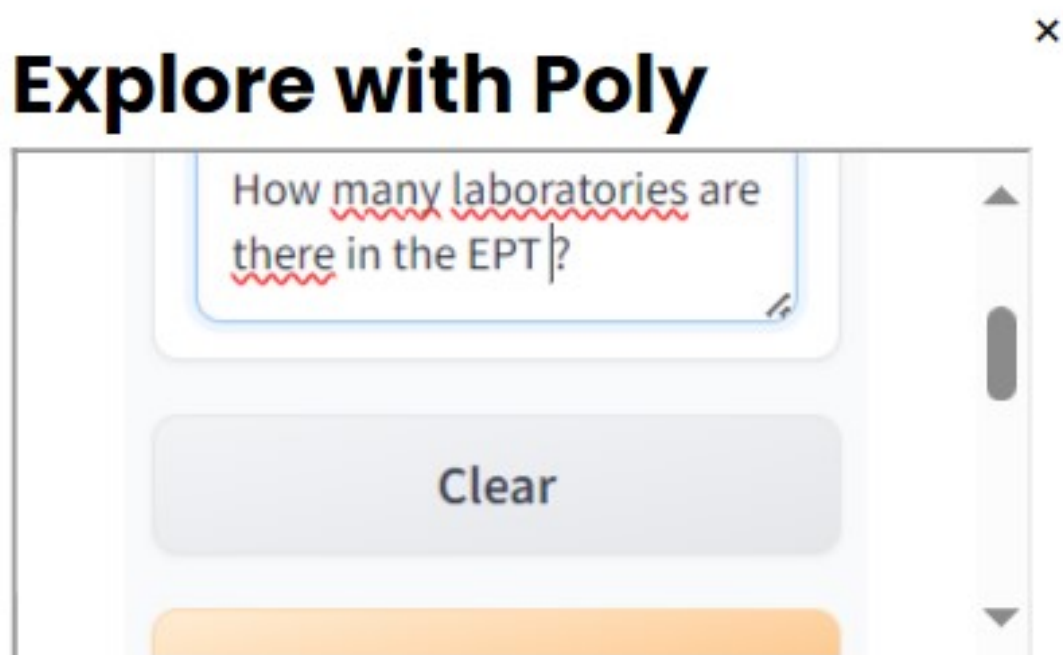 Explore with Poly
How many laboratories are
there in the EPT ?
Clear